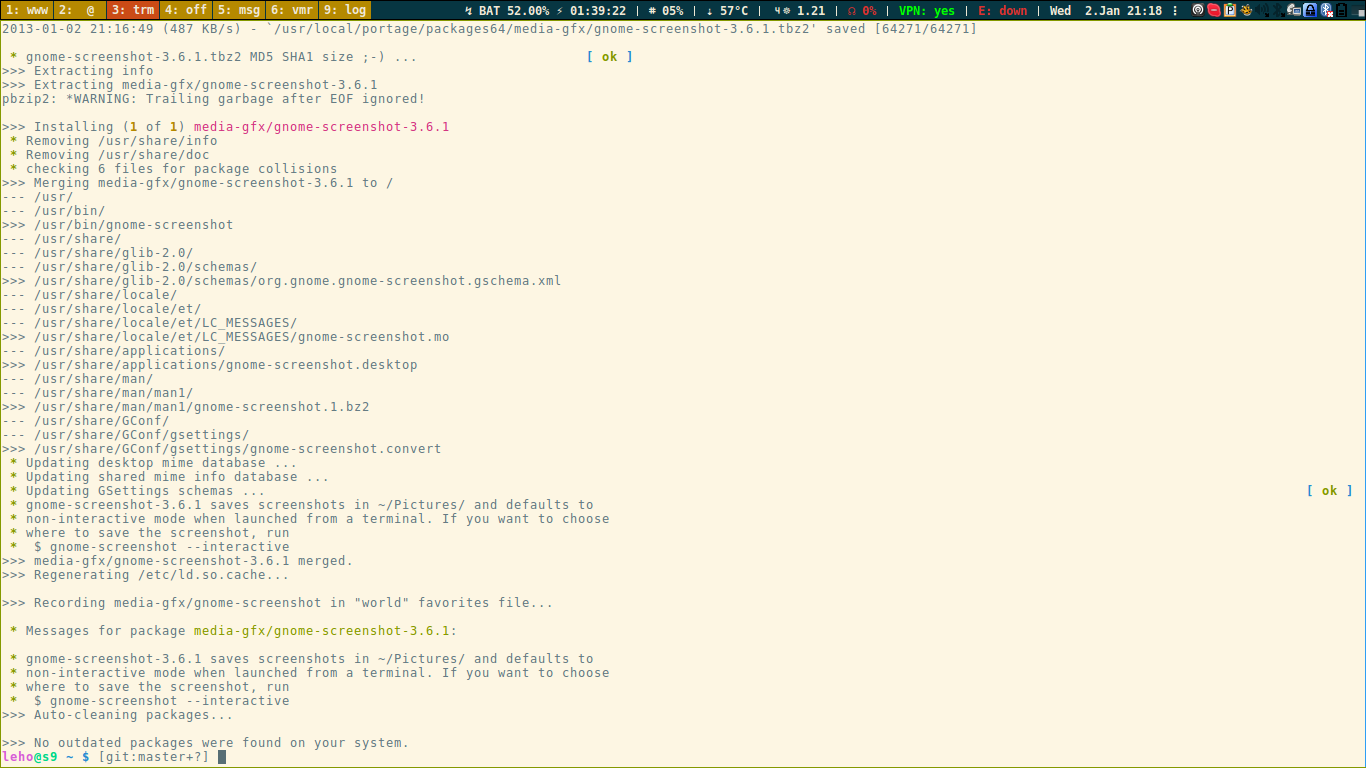 1: www 2: @ 3: trm 4: off 5: msg 6: vmr 9: log BAT 52.00% ⚡ 01:39:22 | # 05% | ↓ 57°C | 1.21 | 0% | VPN: yes | E: down | Wed 2.Jan 21:18
2013-01-02 21:16:49 (487 KB/s) - `/usr/local/portage/packages64/media-gfx/gnome-screenshot-3.6.1.tbz2' saved [64271/64271]
* gnome-screenshot-3.6.1.tbz2 MD5 SHA1 size ;-) ... [ ok ]
>>> Extracting info
>>> Extracting media-gfx/gnome-screenshot-3.6.1
pbzip2: *WARNING: Trailing garbage after EOF ignored!
>>> Installing (1 of 1) media-gfx/gnome-screenshot-3.6.1
* Removing /usr/share/info
* Removing /usr/share/doc
* checking 6 files for package collisions
>>> Merging media-gfx/gnome-screenshot-3.6.1 to /
--- /usr/
--- /usr/bin/
>>> /usr/bin/gnome-screenshot
--- /usr/share/
--- /usr/share/glib-2.0/
--- /usr/share/glib-2.0/schemas/
>>> /usr/share/glib-2.0/schemas/org.gnome.gnome-screenshot.gschema.xml
--- /usr/share/locale/
--- /usr/share/locale/et/
--- /usr/share/locale/et/LC_MESSAGES/
>>> /usr/share/locale/et/LC_MESSAGES/gnome-screenshot.mo
--- /usr/share/applications/
>>> /usr/share/applications/gnome-screenshot.desktop
--- /usr/share/man/
--- /usr/share/man/man1/
>>> /usr/share/man/man1/gnome-screenshot.1.bz2
--- /usr/share/GConf/
--- /usr/share/GConf/gsettings/
>>> /usr/share/GConf/gsettings/gnome-screenshot.convert
* Updating desktop mime database ...
* Updating shared mime info database ...
* Updating GSettings schemas ... [ ok ]
* gnome-screenshot-3.6.1 saves screenshots in ~/Pictures/ and defaults to
* non-interactive mode when launched from a terminal. If you want to choose
* where to save the screenshot, run
*  $ gnome-screenshot --interactive
>>> media-gfx/gnome-screenshot-3.6.1 merged.
>>> Regenerating /etc/ld.so.cache...
>>> Recording media-gfx/gnome-screenshot in "world" favorites file...
* Messages for package media-gfx/gnome-screenshot-3.6.1:
* gnome-screenshot-3.6.1 saves screenshots in ~/Pictures/ and defaults to
* non-interactive mode when launched from a terminal. If you want to choose
* where to save the screenshot, run
*  $ gnome-screenshot --interactive
>>> Auto-cleaning packages...
>>> No outdated packages were found on your system.
leho@s9 ~ $ [git:master+?]